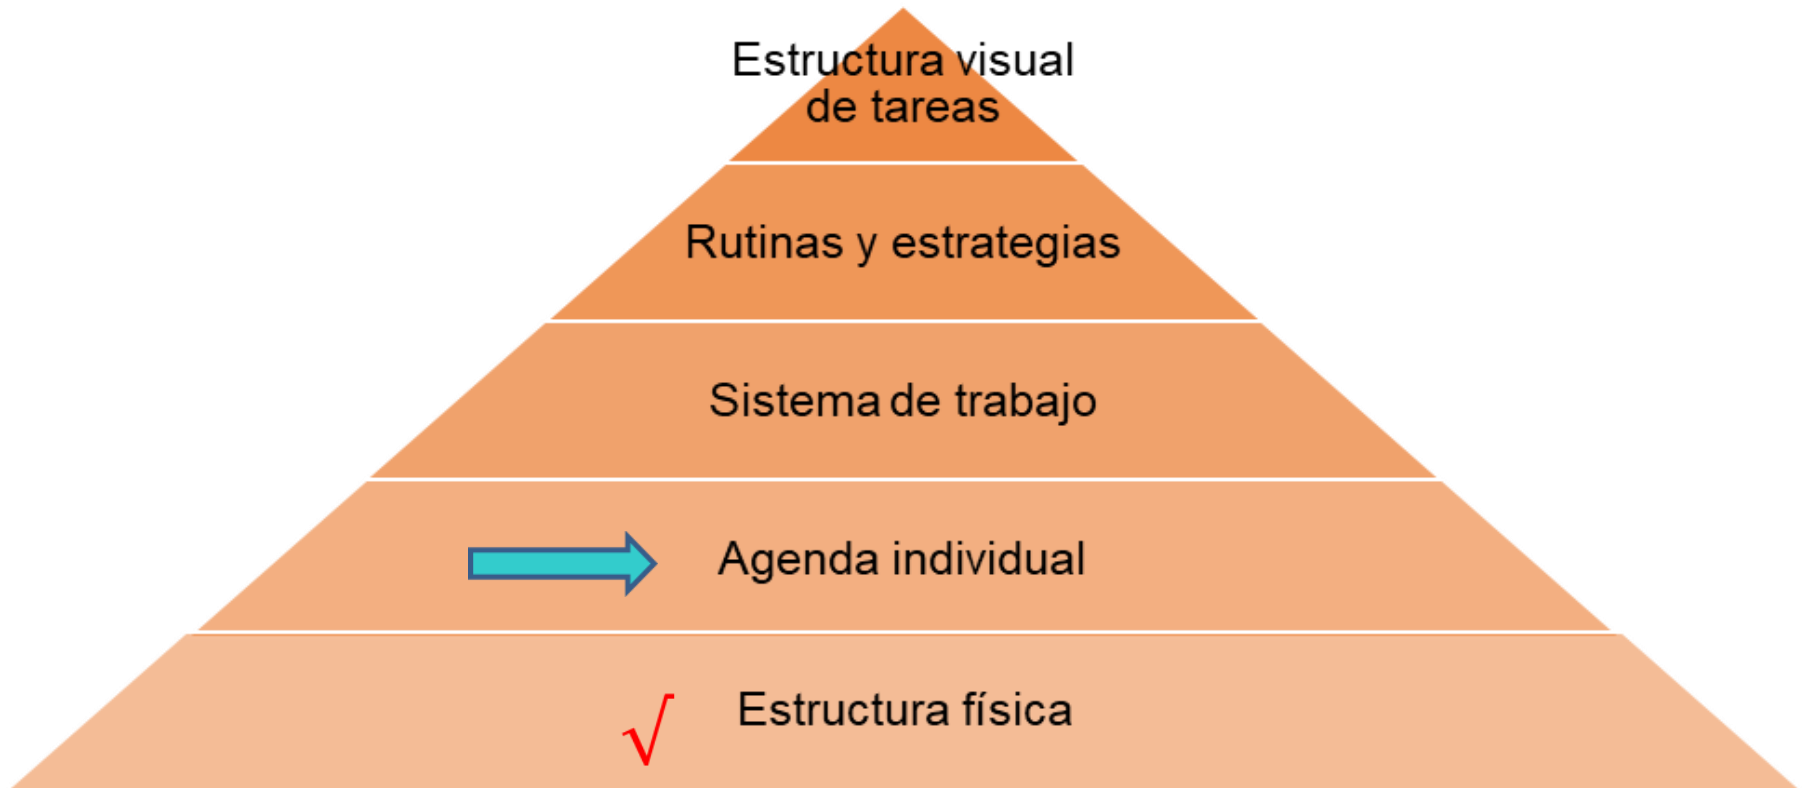 Estructura visual
de tareas
Rutinas y estrategias
Sistema de trabajo
Agenda individual
√ Estructura física